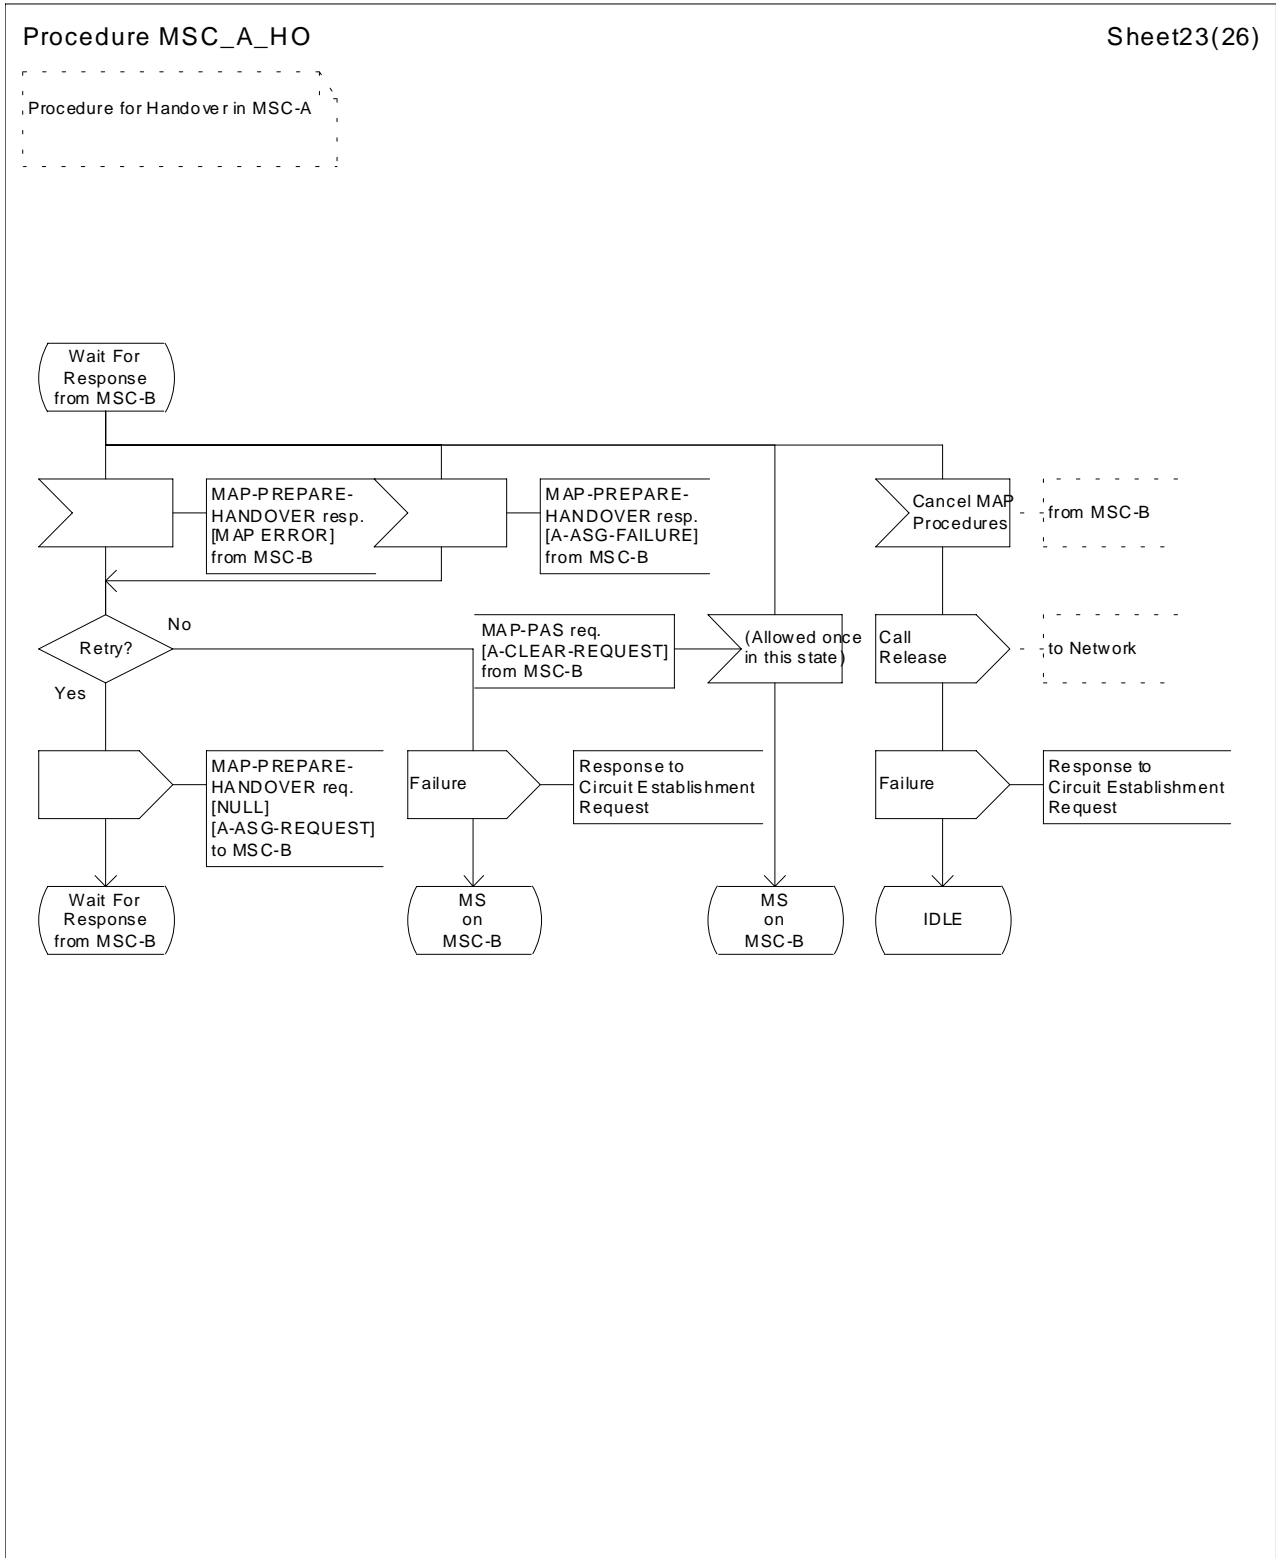 Procedure MSC_A_HO
Sheet23(26)
Procedure for Handover in MSC-A
Wait For
Response
from MSC-B
MAP-PREPARE-
HANDOVER resp.
[MAP ERROR]
from MSC-B
MAP-PREPARE-
HANDOVER resp.
[A-ASG-FAILURE]
from MSC-B
Cancel MAP
Procedures
from MSC-B
Retry?
No
Yes
MAP-PAS req.
[A-CLEAR-REQUEST]
from MSC-B
(Allowed once
in this state)
Call
Release
to Network
MAP-PREPARE-
HANDOVER req.
[NULL]
[A-ASG-REQUEST]
to MSC-B
Failure
Response to
Circuit Establishment
Request
Failure
Response to
Circuit Establishment
Request
Wait For
Response
from MSC-B
MS
on
MSC-B
MS
on
MSC-B
IDLE